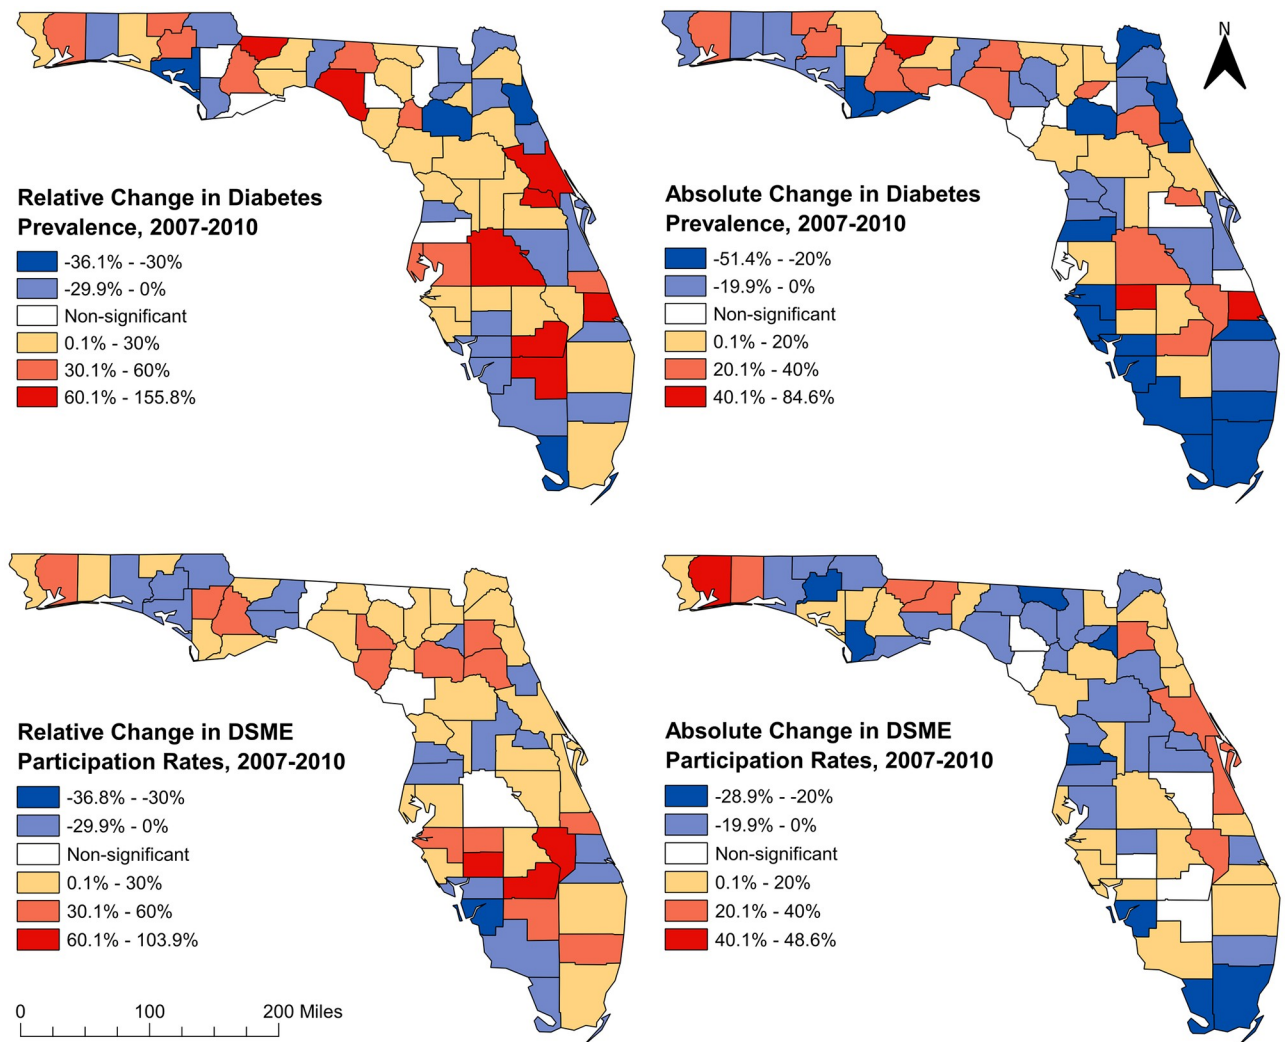 N
Relative Change in Diabetes
Prevalence, 2007-2010
-36.1% - -30%
-29.9% - 0%
Non-significant
0.1% - 30%
30.1% - 60%
60.1% - 155.8%
Absolute Change in Diabetes
Prevalence, 2007-2010
-51.4% - -20%
-19.9% - 0%
Non-significant
0.1% - 20%
20.1% - 40%
40.1% - 84.6%
Relative Change in DSME
Participation Rates, 2007-2010
-36.8% - -30%
-29.9% - 0%
Non-significant
0.1% - 30%
30.1% - 60%
60.1% - 103.9%
Absolute Change in DSME
Participation Rates, 2007-2010
-28.9% - -20%
-19.9% - 0%
Non-significant
0.1% - 20%
20.1% - 40%
40.1% - 48.6%
0 100 200 Miles